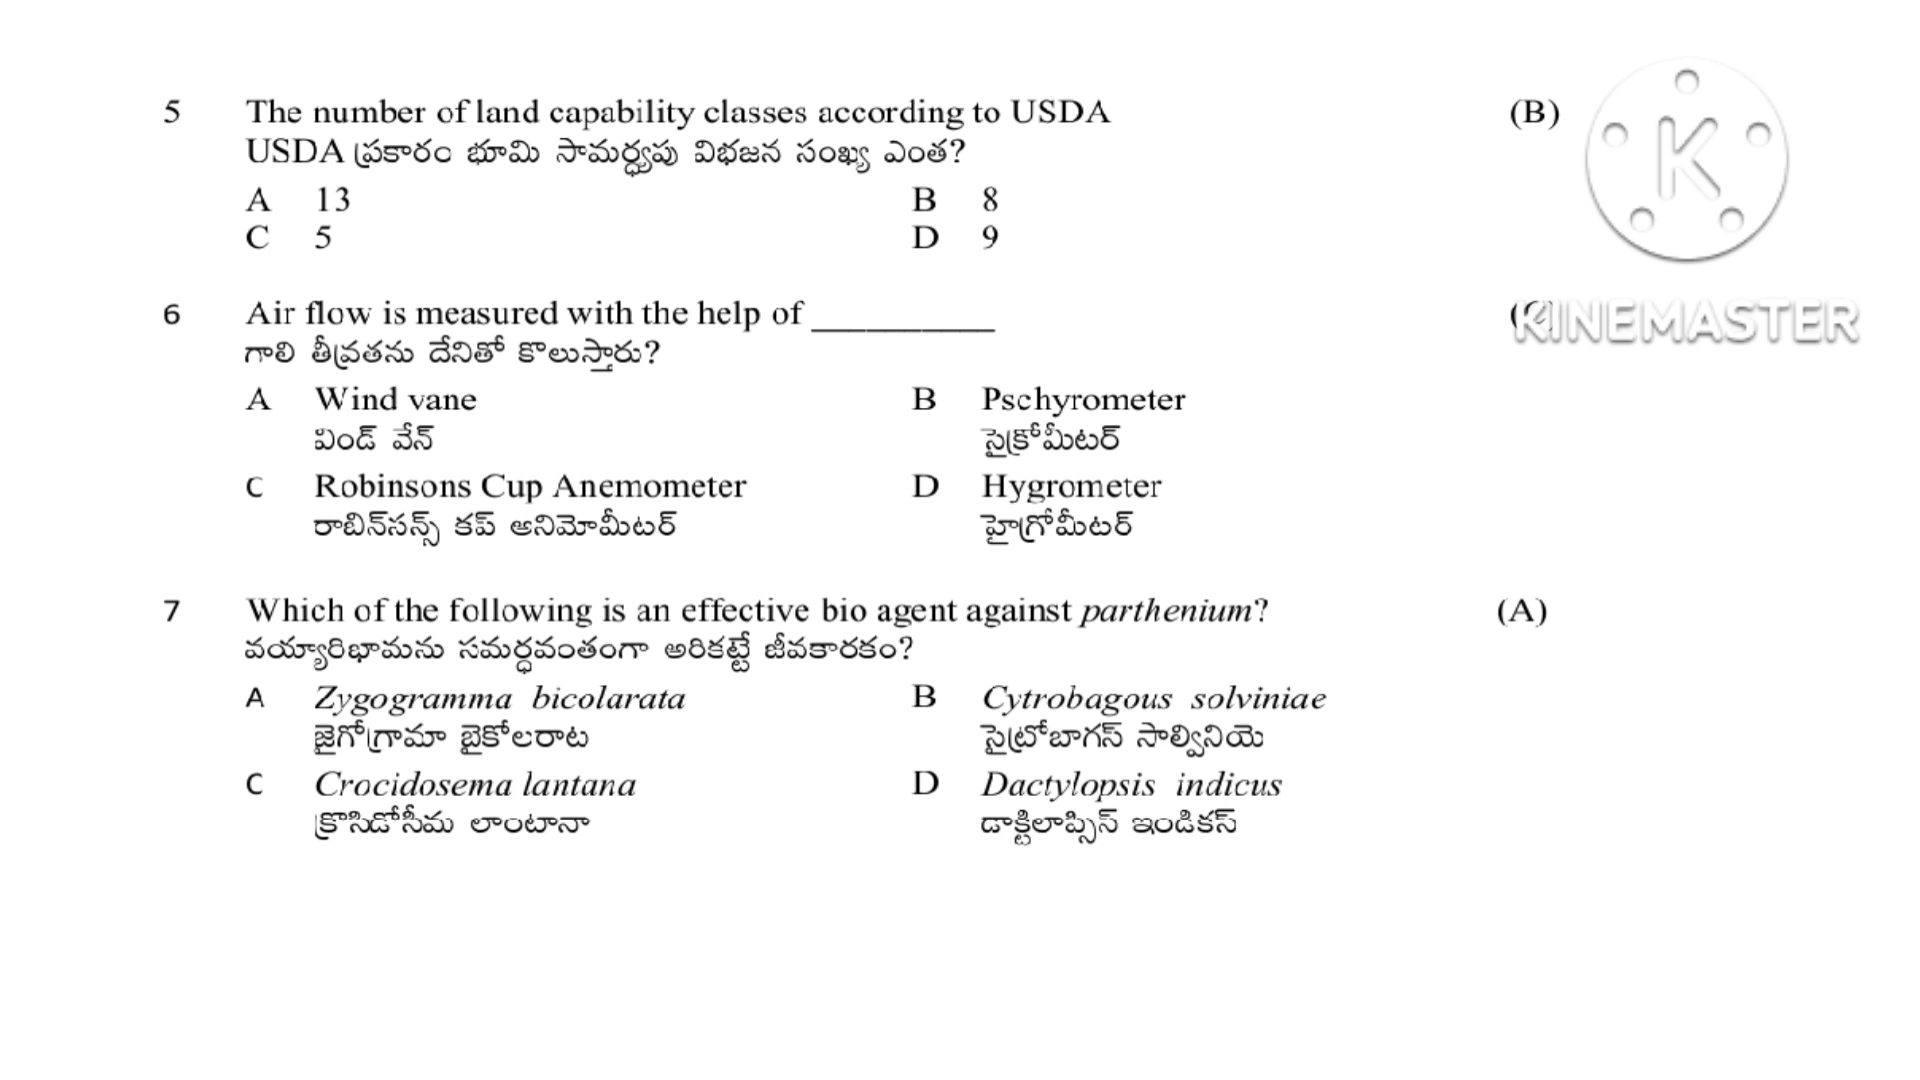 5 The number of land capability classes according to USDA (B)
USDA ప్రకారం భూమి సామర్థ్యపు విభజన సంఖ్య ఎంత?
A 13 B 8
C 5 D 9
6 Air flow is measured with the help of ___________ (C)
గాలి తీవ్రతను దేనితో కొలుస్తారు?
A Wind vane B Pschyrometer
విండ్ వేన్ సైక్రోమీటర్
C Robinsons Cup Anemometer D Hygrometer
రాబిన్‌సన్స్ కప్ ఆనిమోమీటర్ హైగ్రోమీటర్
7 Which of the following is an effective bio agent against parthenium? (A)
వయ్యారిభామను సమర్ధవంతంగా అరికట్టే జీవకారకం?
A Zygogramma bicolarata B Cytrobagous solviniae
జైగోగ్రామా బైకోలరాట సైట్రోబాగస్ సాల్వినియె
C Crocidosema lantana D Dactylopsis indicus
క్రొసిడోసీమ లాంటానా డాక్టిలాప్సిస్ ఇండికస్
K
KINEMASTER